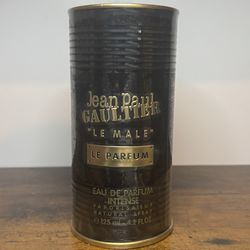 Jean Paul
GAULTIER
"LE MALE"
LE PARFUM
EAU DE PARFUM
INTENSE
VAPORISATEUR
NATURAL SPRAY
℮ 125 ml - 4.2 FL.OZ.